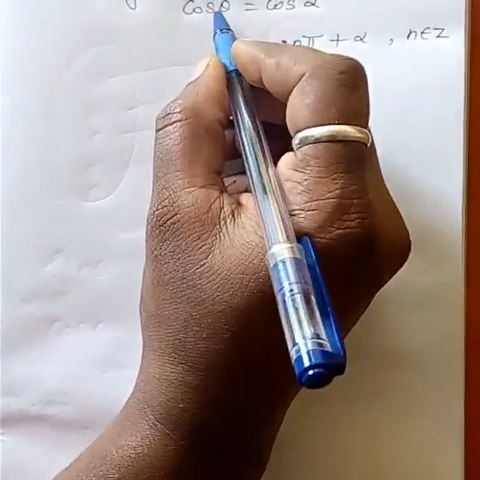 cosθ = cos α
nπ + α , n∈Z